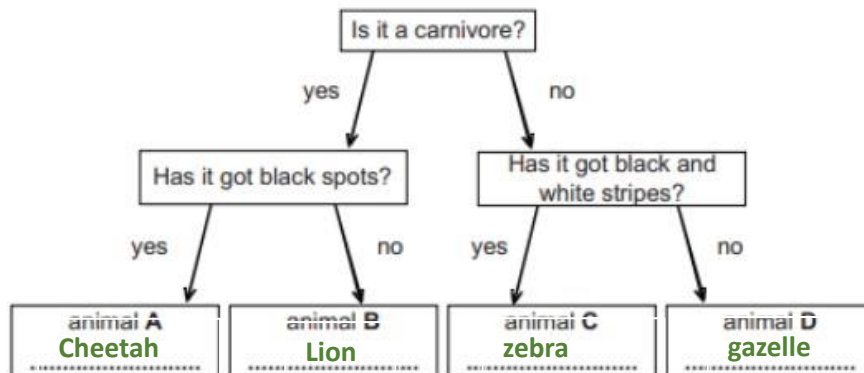 Is it a carnivore?
yes
no
Has it got black spots?
Has it got black and
white stripes?
yes
no
yes
no
animal A
Cheetah
animal B
Lion
animal C
zebra
animal D
gazelle